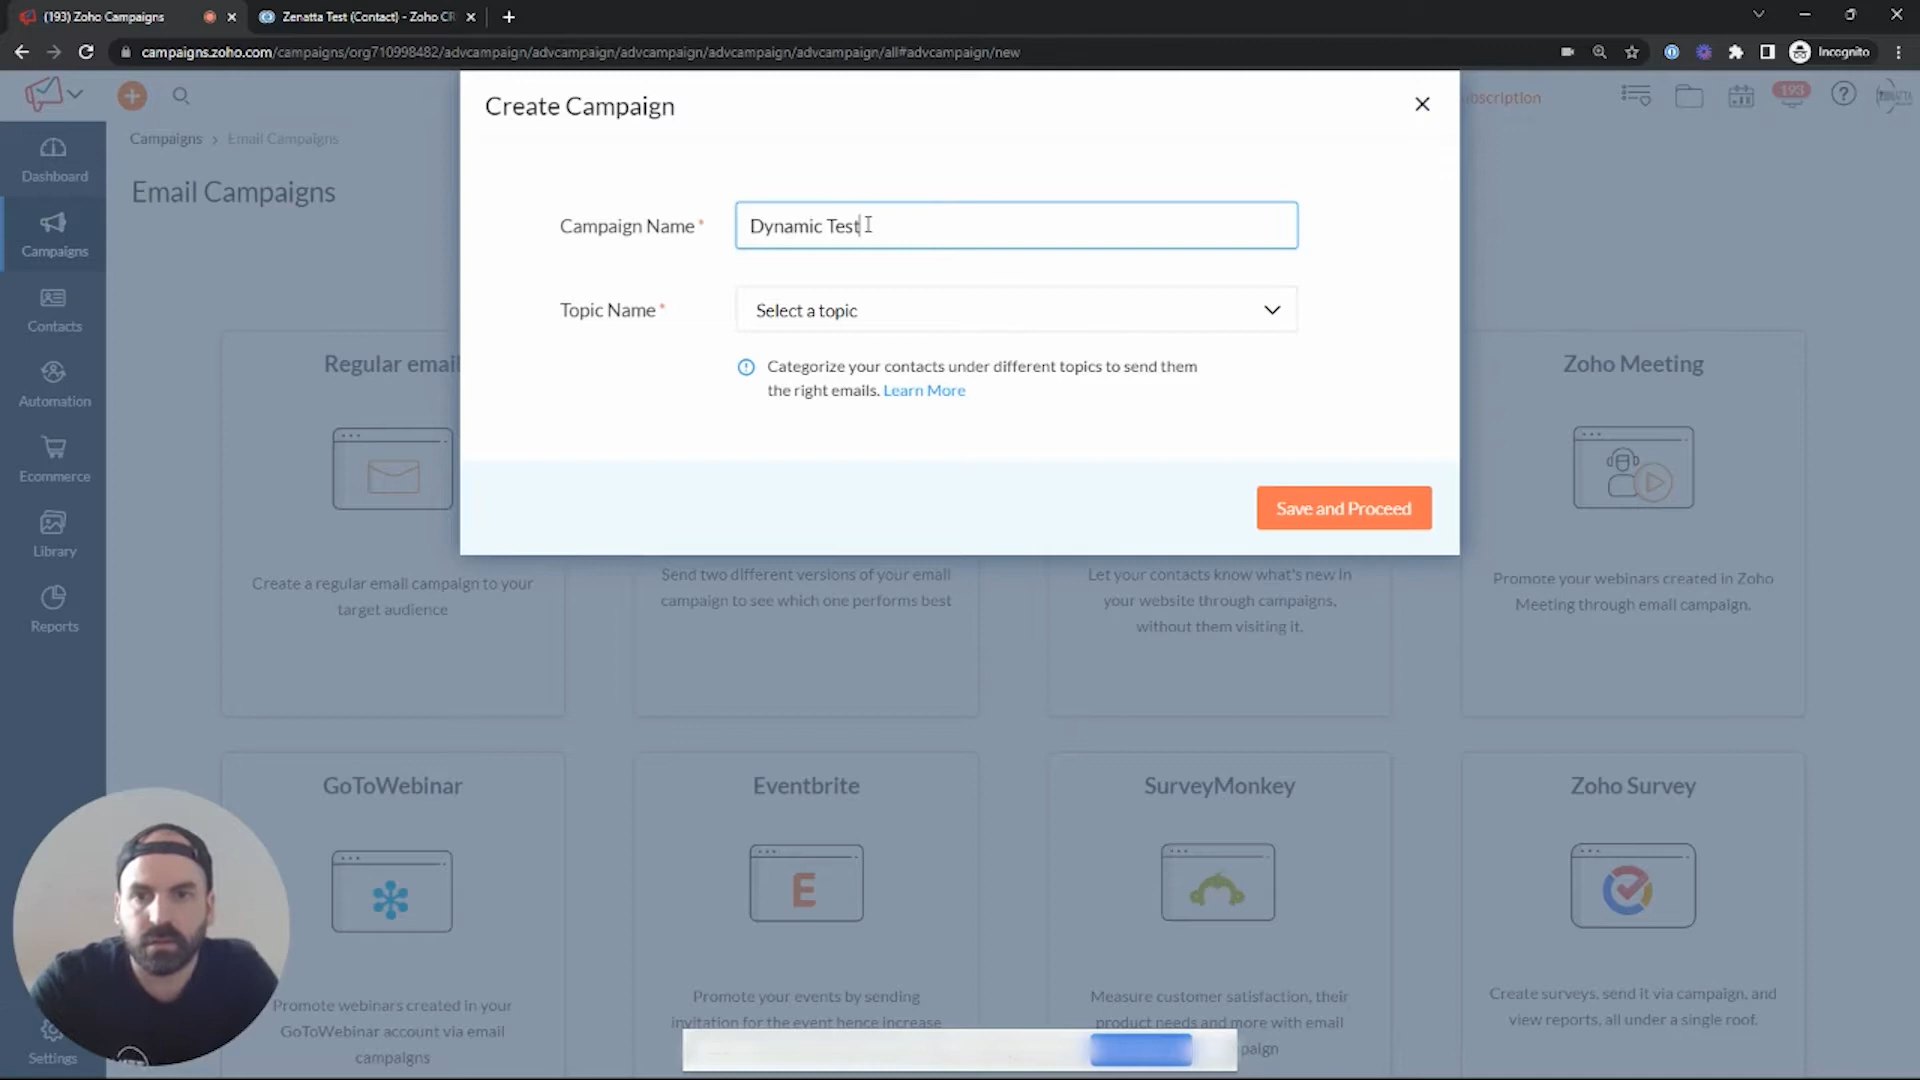 (193) Zoho Campaigns
Zenatta Test (Contact) - Zoho CR
campaigns.zoho.com/campaigns/org710998482/advcampaign/advcampaign/advcampaign/advcampaign/advcampaign/all#advcampaign/new
Incognito
Create Campaign
bscription
193
Campaigns > Email Campaigns
Dashboard
Email Campaigns
Campaign Name *
Dynamic Test
Campaigns
Topic Name *
Select a topic
Contacts
Categorize your contacts under different topics to send them
the right emails. Learn More
Regular email
Zoho Meeting
Automation
Ecommerce
Save and Proceed
Library
Create a regular email campaign to your
target audience
Send two different versions of your email
campaign to see which one performs best
Let your contacts know what's new in
your website through campaigns,
without them visiting it.
Promote your webinars created in Zoho
Meeting through email campaign.
Reports
GoToWebinar
Eventbrite
SurveyMonkey
Zoho Survey
E
Promote webinars created in your
GoToWebinar account via email
campaigns
Promote your events by sending
invitation for the event hence increase
Measure customer satisfaction, their
product needs and more with email
paign
Create surveys, send it via campaign, and
view reports, all under a single roof.
Settings